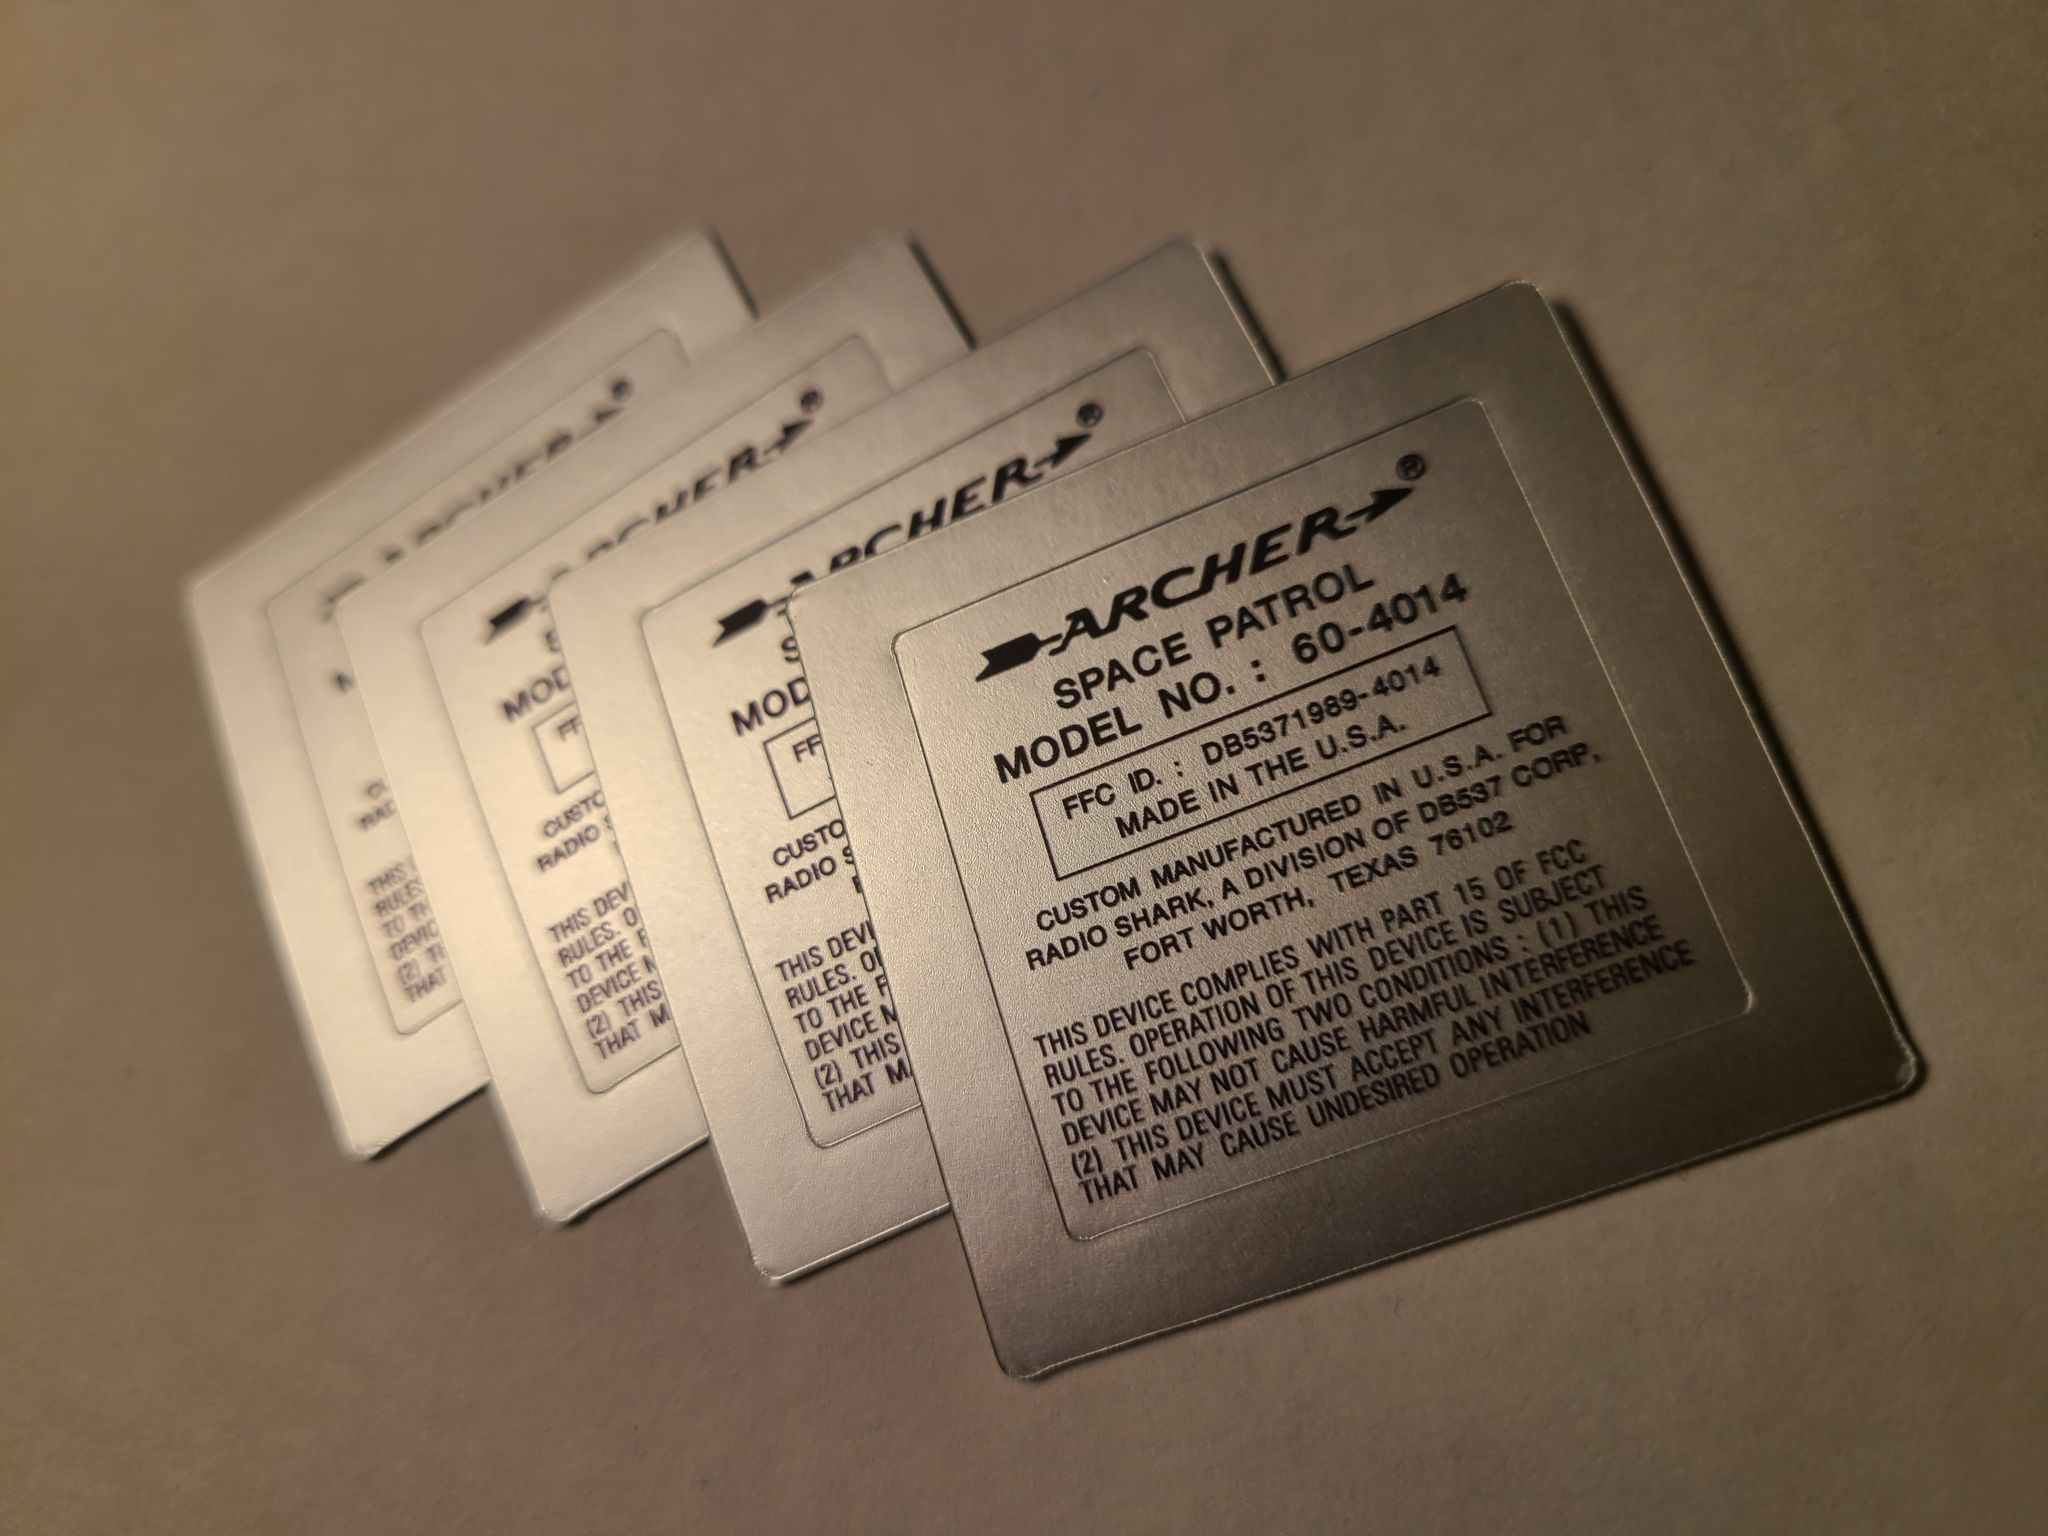 ARCHER®
SPACE PATROL
MODEL NO. : 60-4014
FFC ID. : DB5371989-4014
MADE IN THE U.S.A.
CUSTOM MANUFACTURED IN U.S.A. FOR
RADIO SHARK, A DIVISION OF DB537 CORP,
FORT WORTH, TEXAS 76102
THIS DEVICE COMPLIES WITH PART 15 OF FCC
RULES. OPERATION OF THIS DEVICE IS SUBJECT
TO THE FOLLOWING TWO CONDITIONS : (1) THIS
DEVICE MAY NOT CAUSE HARMFUL INTERFERENCE
(2) THIS DEVICE MUST ACCEPT ANY INTERFERENCE
THAT MAY CAUSE UNDESIRED OPERATION